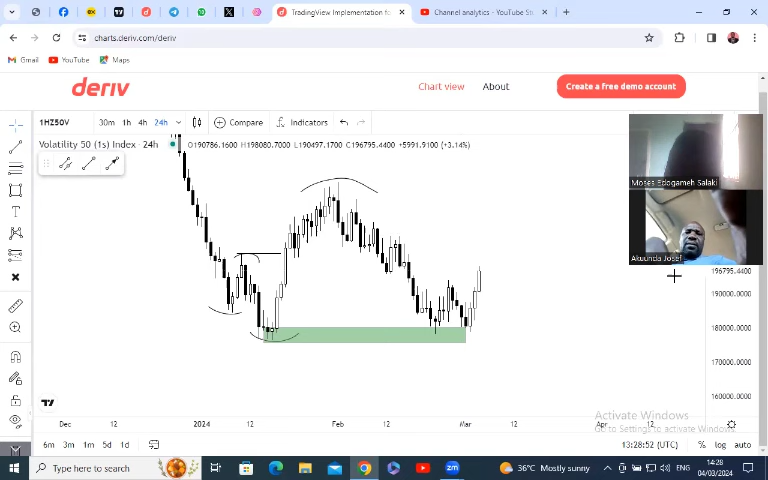 TradingView Implementation fo
Channel analytics - YouTube St
charts.deriv.com/deriv
Gmail YouTube Maps
deriv
Chart view About
Create a free demo account
1HZ50V 30m 1h 4h 24h Compare Indicators
Volatility 50 (1s) Index · 24h O190786.1600 H198080.7000 L190497.1700 C196795.4400 +5991.9100 (+3.14%)
Moses Edogameh Salaki
Akuunda Josef
196795.4400
190000.0000
180000.0000
170000.0000
160000.0000
Dec 12 2024 12 Feb 12 Mar 12 Apr 12
Activate Windows
Go to Settings to activate Windows.
6m 3m 1m 5d 1d 13:28:52 (UTC) % log auto
Type here to search
36°C Mostly sunny
ENG
14:28
04/03/2024